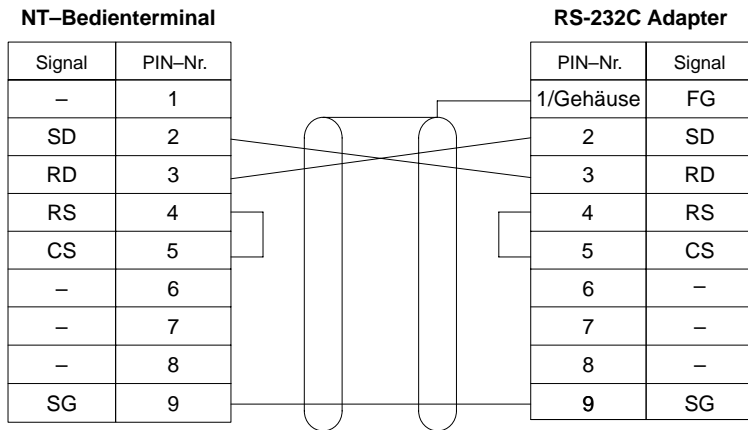 NT–Bedienterminal RS-232C Adapter
Signal PIN–Nr. PIN–Nr. Signal
– 1 1/Gehäuse FG
SD 2 2 SD
RD 3 3 RD
RS 4 4 RS
CS 5 5 CS
– 6 6 –
– 7 7 –
– 8 8 –
SG 9 9 SG